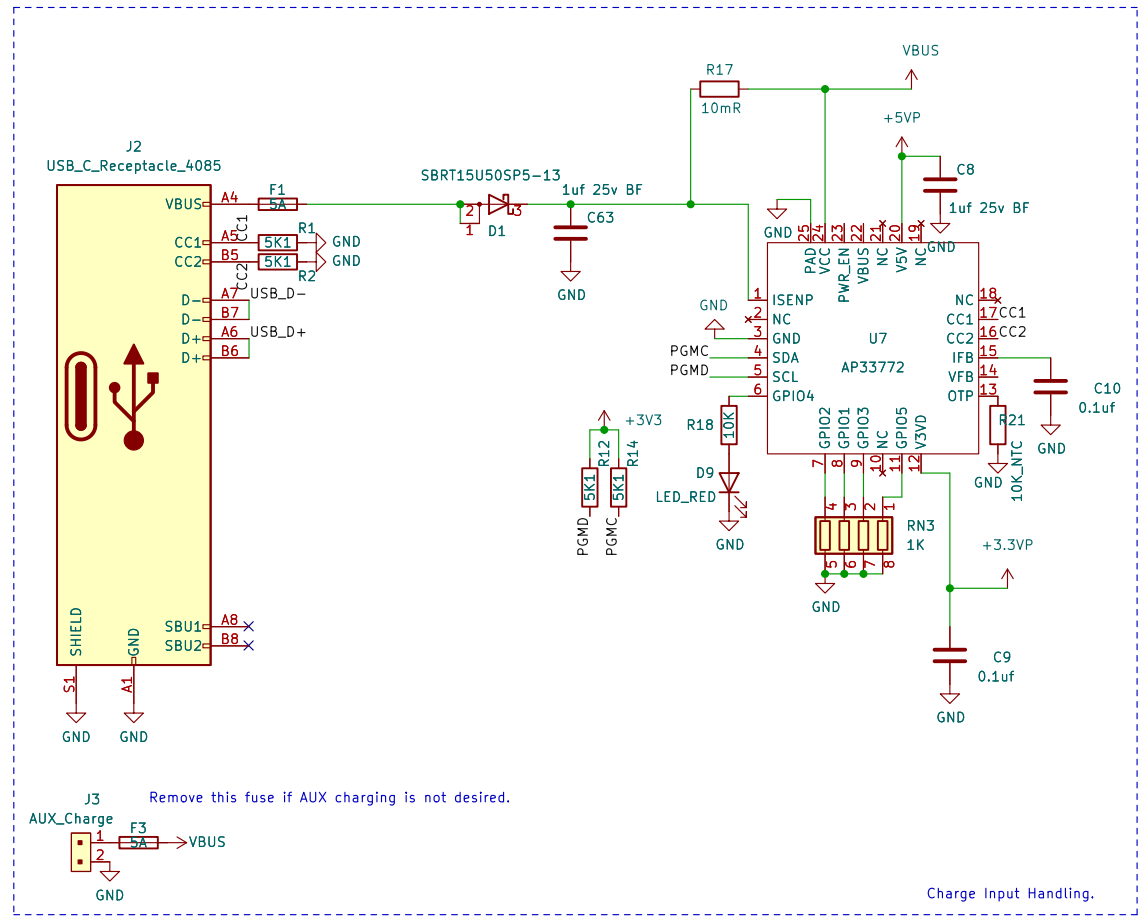 J2
USB_C_Receptacle_4085
VBUS
A4
F1
5A
CC1
A5
CC1
R1
5K1
GND
CC2
B5
CC2
5K1
R2
GND
D-
A7
USB_D-
D-
B7
D+
A6
USB_D+
D+
B6
SBU1
A8
SBU2
B8
SHIELD
GND
S1
A1
GND
GND
SBRT15U50SP5-13
2
3
1
D1
1uf 25v BF
C63
GND
R17
10mR
VBUS
+5VP
C8
1uf 25v BF
GND
GND
25
24
23
22
21
20
19
PAD
VCC
PWR_EN
VBUS
NC
V5V
NC
1
ISENP
2
NC
GND
3
GND
PGMC
4
SDA
PGMD
5
SCL
6
GPIO4
U7
AP33772
NC
18
CC1
17
CC1
CC2
16
CC2
IFB
15
VFB
14
OTP
13
GPIO2
GPIO1
GPIO3
NC
GPIO5
V3VD
7
8
9
10
11
12
C10
0.1uf
GND
R21
10K_NTC
GND
R18
10K
D9
LED_RED
GND
+3V3
R12
R14
5K1
5K1
PGMD
PGMC
4
3
2
1
RN3
1K
5
6
7
8
GND
+3.3VP
C9
0.1uf
GND
J3
AUX_Charge
Remove this fuse if AUX charging is not desired.
1
F3
5A
VBUS
2
GND
Charge Input Handling.